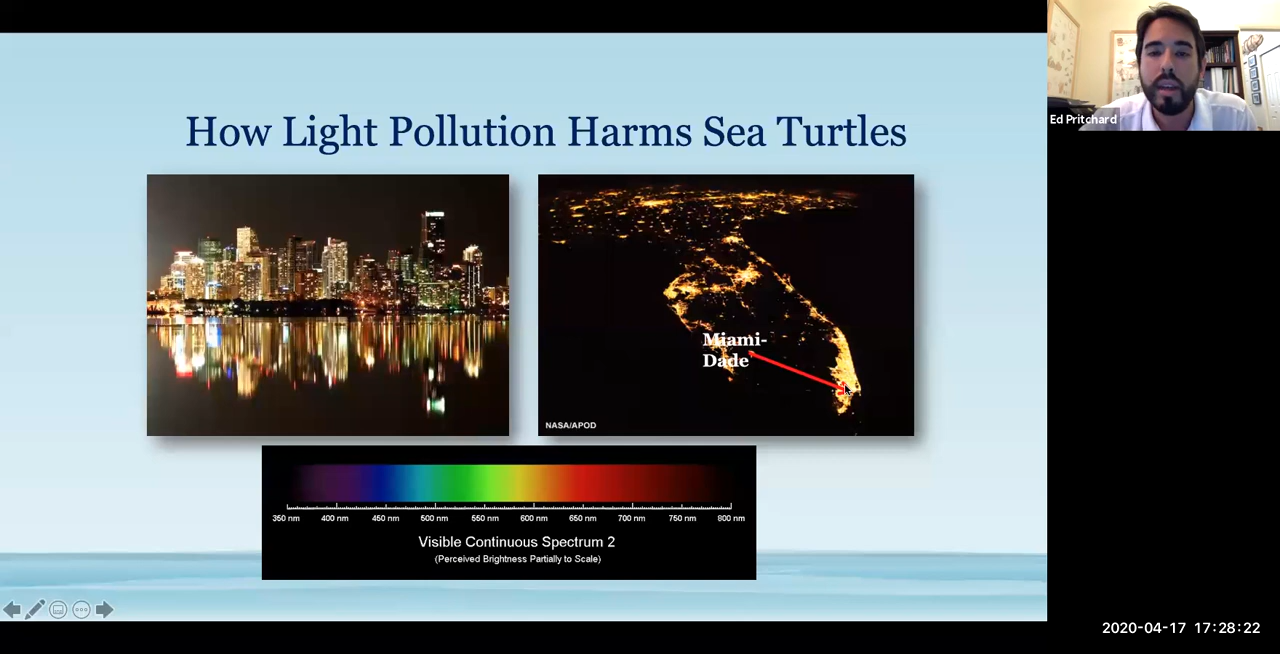 How Light Pollution Harms Sea Turtles
Ed Pritchard
Miami-
Dade
NASA/APOD
350 nm 400 nm 450 nm 500 nm 550 nm 600 nm 650 nm 700 nm 750 nm 800 nm
Visible Continuous Spectrum 2
(Perceived Brightness Partially to Scale)
2020-04-17 17:28:22